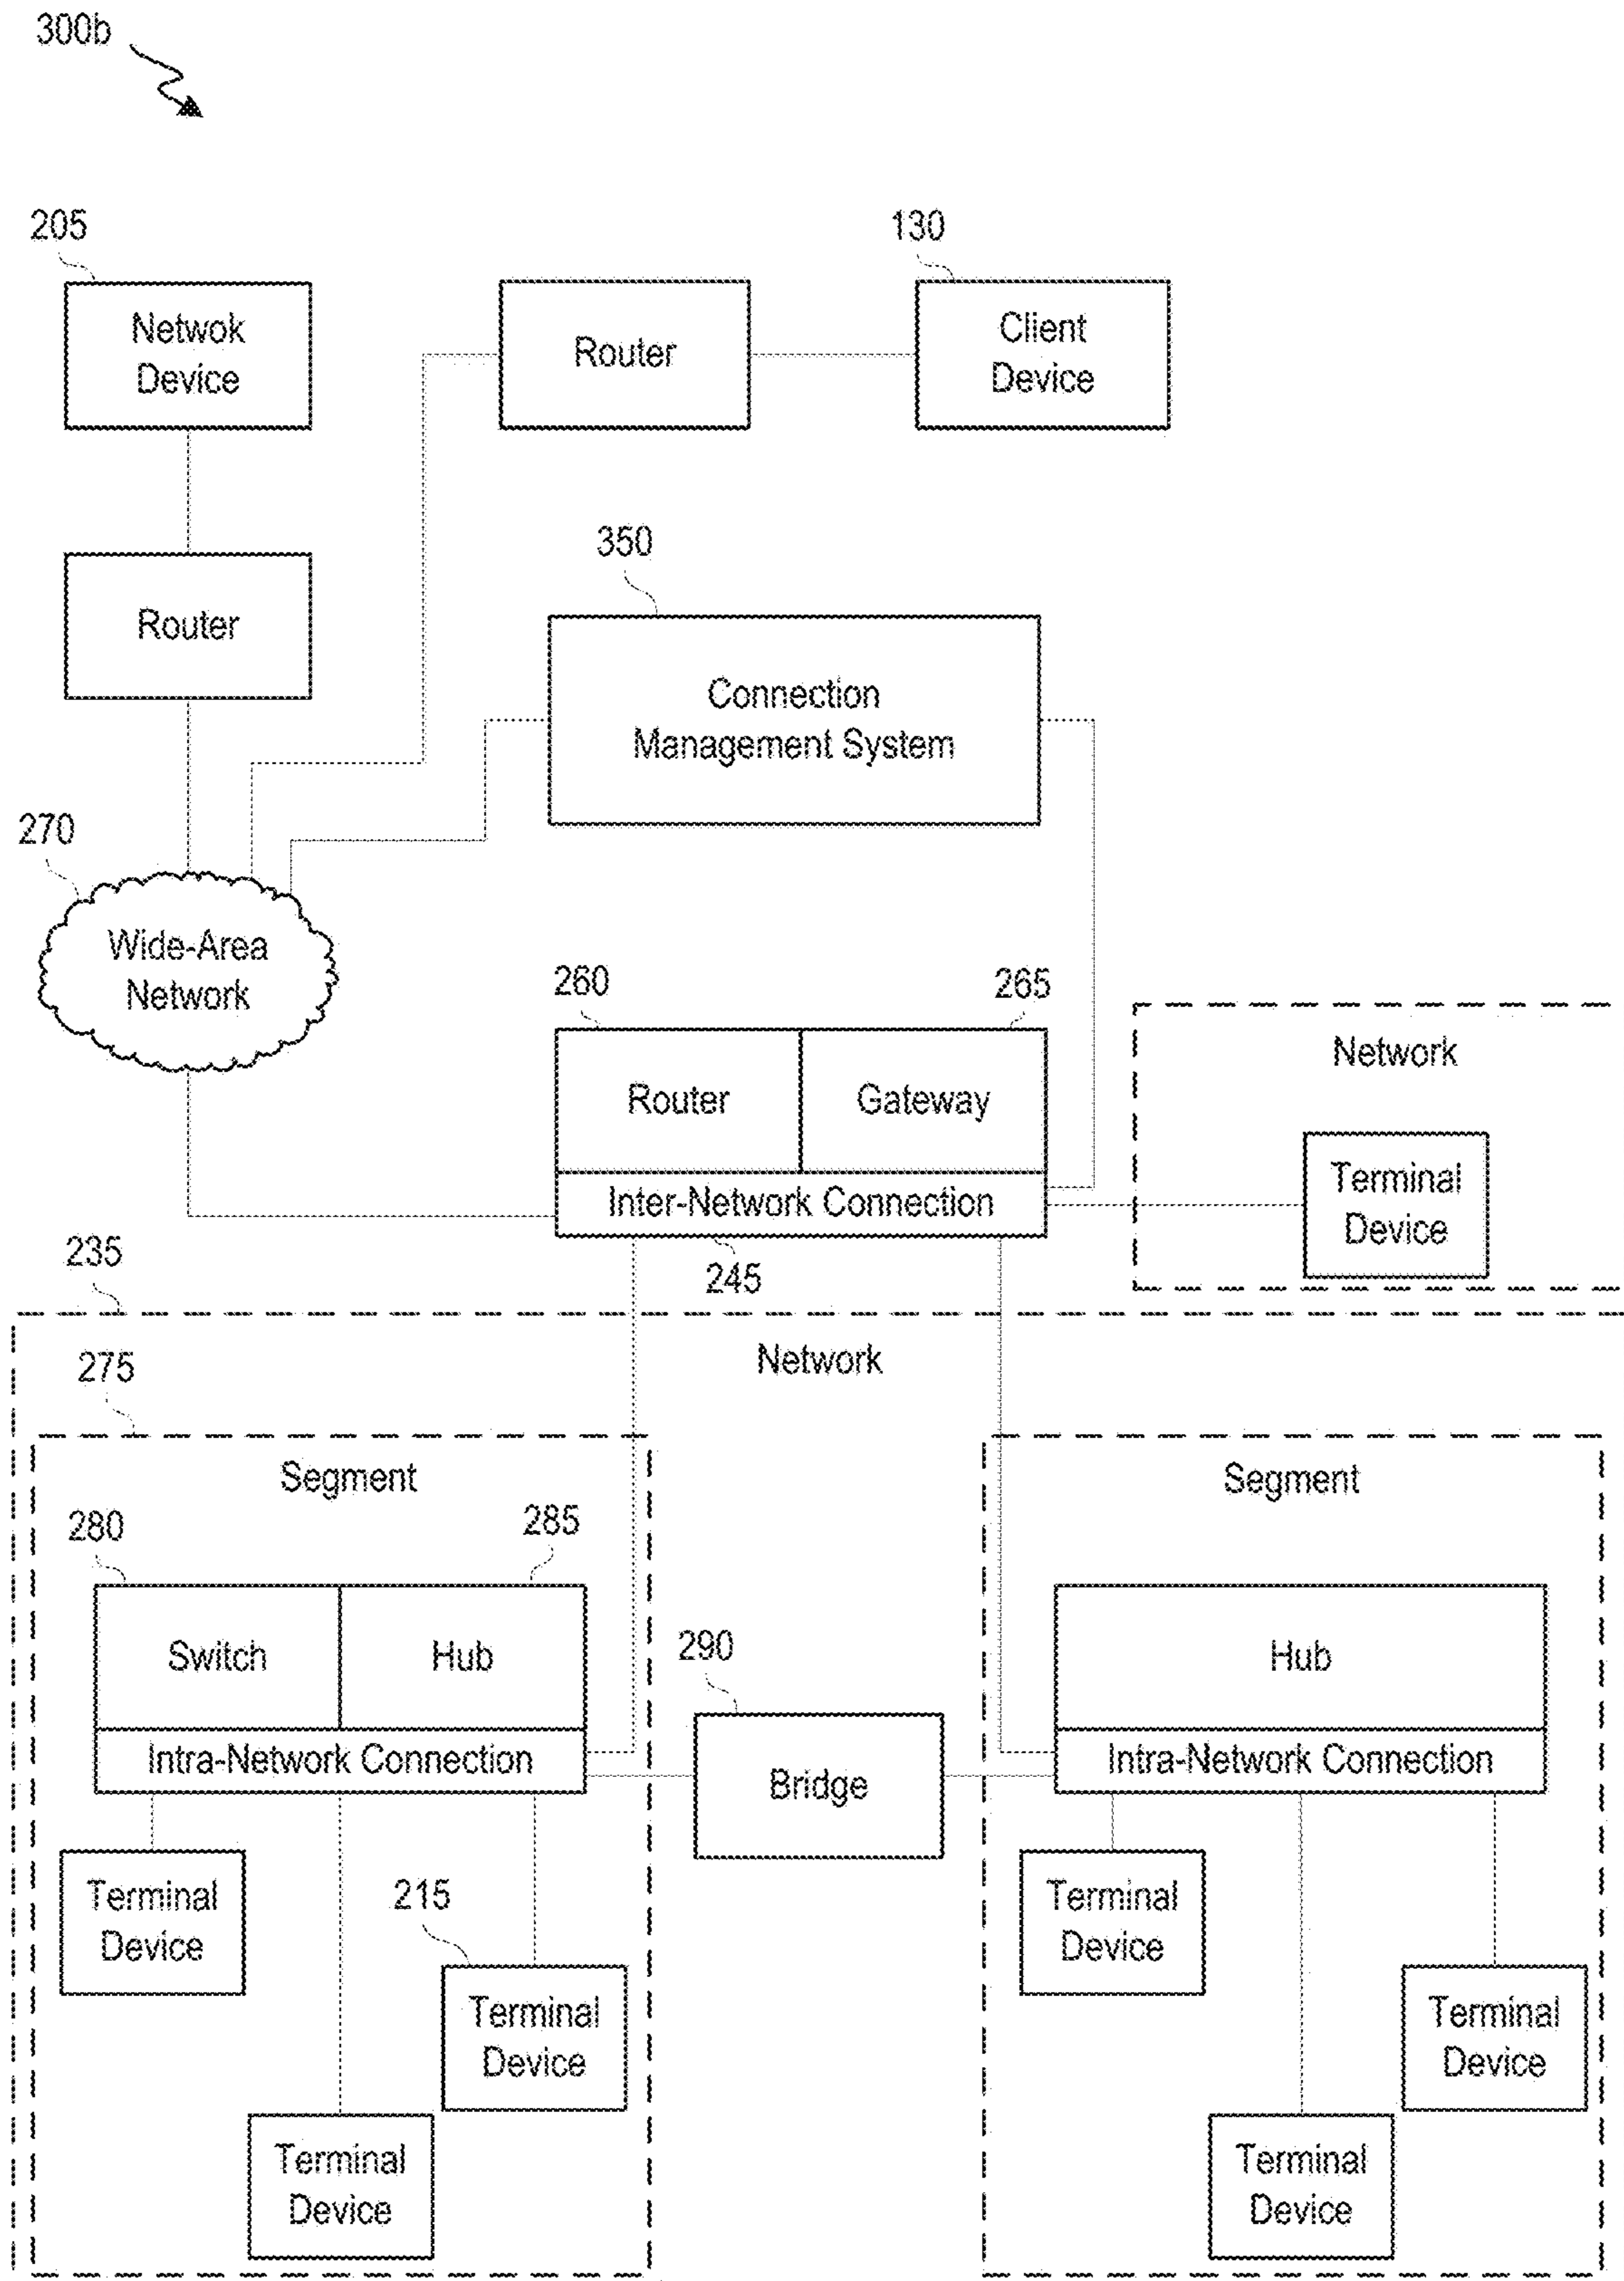 300b
205
130
Netwok
Device
Router
Client
Device
350
Router
Connection
Management System
270
Wide-Area
Network
260
265
Router
Gateway
Network
Inter-Network Connection
Terminal
Device
245
235
Network
275
Segment
Segment
280
285
Switch
Hub
290
Hub
Intra-Network Connection
Bridge
Intra-Network Connection
Terminal
Device
215
Terminal
Device
Terminal
Device
Terminal
Device
Terminal
Device
Terminal
Device